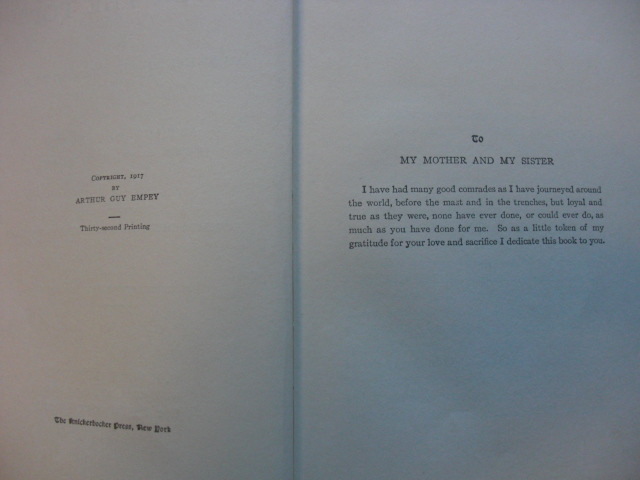 COPYRIGHT, 1917
BY
ARTHUR GUY EMPEY
Thirty-second Printing
The Knickerbocker Press, New York
To
MY MOTHER AND MY SISTER
I have had many good comrades as I have journeyed around
the world, before the mast and in the trenches, but loyal and
true as they were, none have ever done, or could ever do, as
much as you have done for me. So as a little token of my
gratitude for your love and sacrifice I dedicate this book to you.